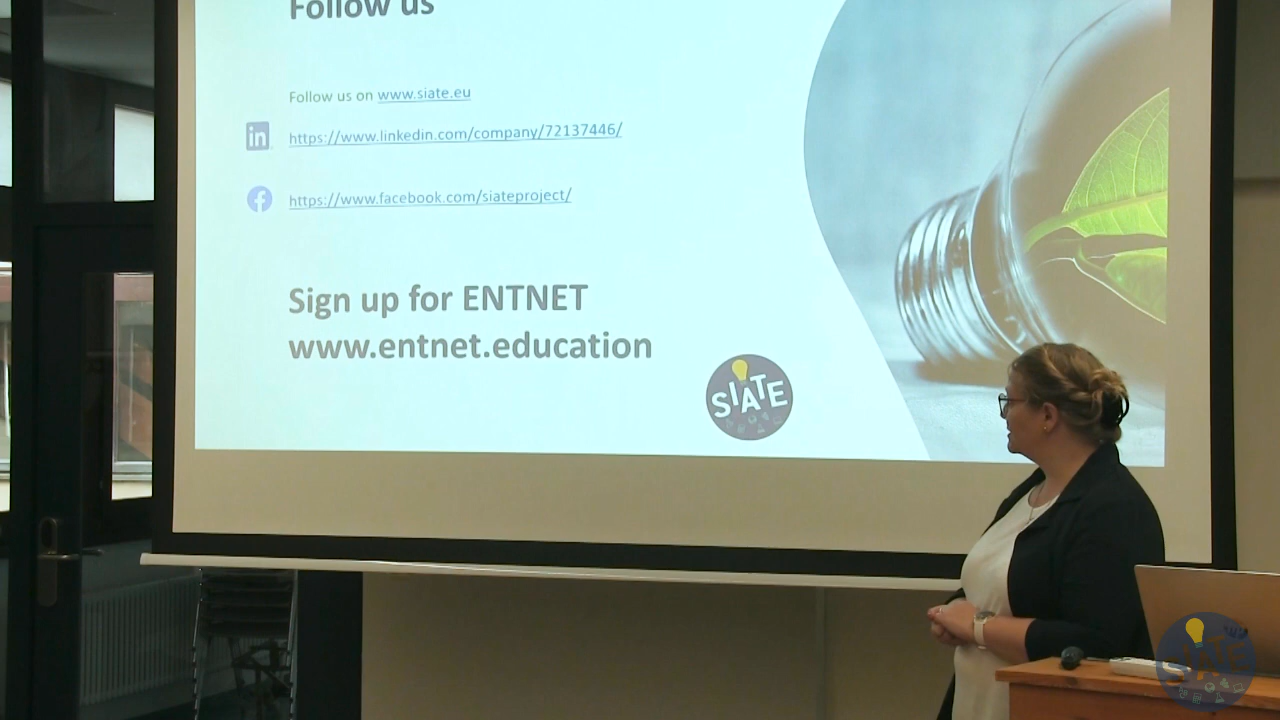 Follow us
Follow us on www.siate.eu
in
https://www.linkedin.com/company/72137446/
f
https://www.facebook.com/siateproject/
Sign up for ENTNET
www.entnet.education
SIATE
SIATE